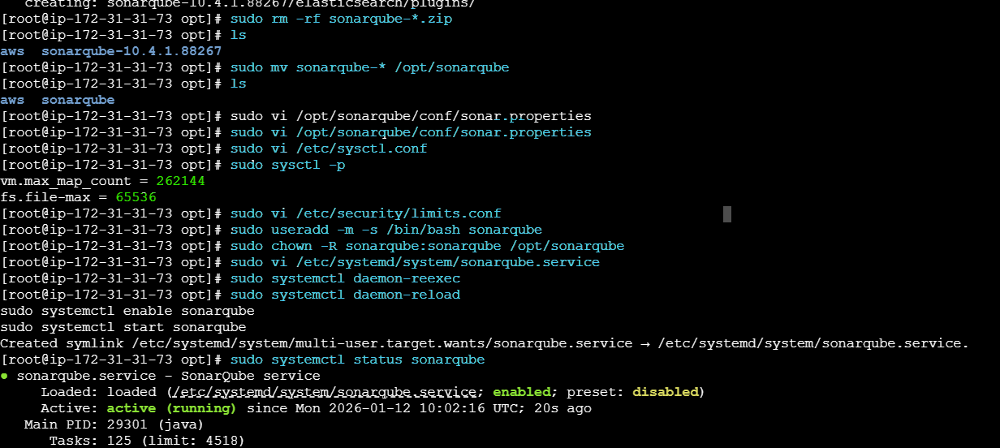 creating: sonarqube-10.4.1.88267/elasticsearch/plugins/
[root@ip-172-31-31-73 opt]# sudo rm -rf sonarqube-*.zip
[root@ip-172-31-31-73 opt]# ls
aws  sonarqube-10.4.1.88267
[root@ip-172-31-31-73 opt]# sudo mv sonarqube-* /opt/sonarqube
[root@ip-172-31-31-73 opt]# ls
aws  sonarqube
[root@ip-172-31-31-73 opt]# sudo vi /opt/sonarqube/conf/sonar.properties
[root@ip-172-31-31-73 opt]# sudo vi /opt/sonarqube/conf/sonar.properties
[root@ip-172-31-31-73 opt]# sudo vi /etc/sysctl.conf
[root@ip-172-31-31-73 opt]# sudo sysctl -p
vm.max_map_count = 262144
fs.file-max = 65536
[root@ip-172-31-31-73 opt]# sudo vi /etc/security/limits.conf
[root@ip-172-31-31-73 opt]# sudo useradd -m -s /bin/bash sonarqube
[root@ip-172-31-31-73 opt]# sudo chown -R sonarqube:sonarqube /opt/sonarqube
[root@ip-172-31-31-73 opt]# sudo vi /etc/systemd/system/sonarqube.service
[root@ip-172-31-31-73 opt]# sudo systemctl daemon-reexec
[root@ip-172-31-31-73 opt]# sudo systemctl daemon-reload
sudo systemctl enable sonarqube
sudo systemctl start sonarqube
Created symlink /etc/systemd/system/multi-user.target.wants/sonarqube.service → /etc/systemd/system/sonarqube.service.
[root@ip-172-31-31-73 opt]# sudo systemctl status sonarqube
● sonarqube.service - SonarQube service
     Loaded: loaded (/etc/systemd/system/sonarqube.service; enabled; preset: disabled)
     Active: active (running) since Mon 2026-01-12 10:02:16 UTC; 20s ago
   Main PID: 29301 (java)
      Tasks: 125 (limit: 4518)